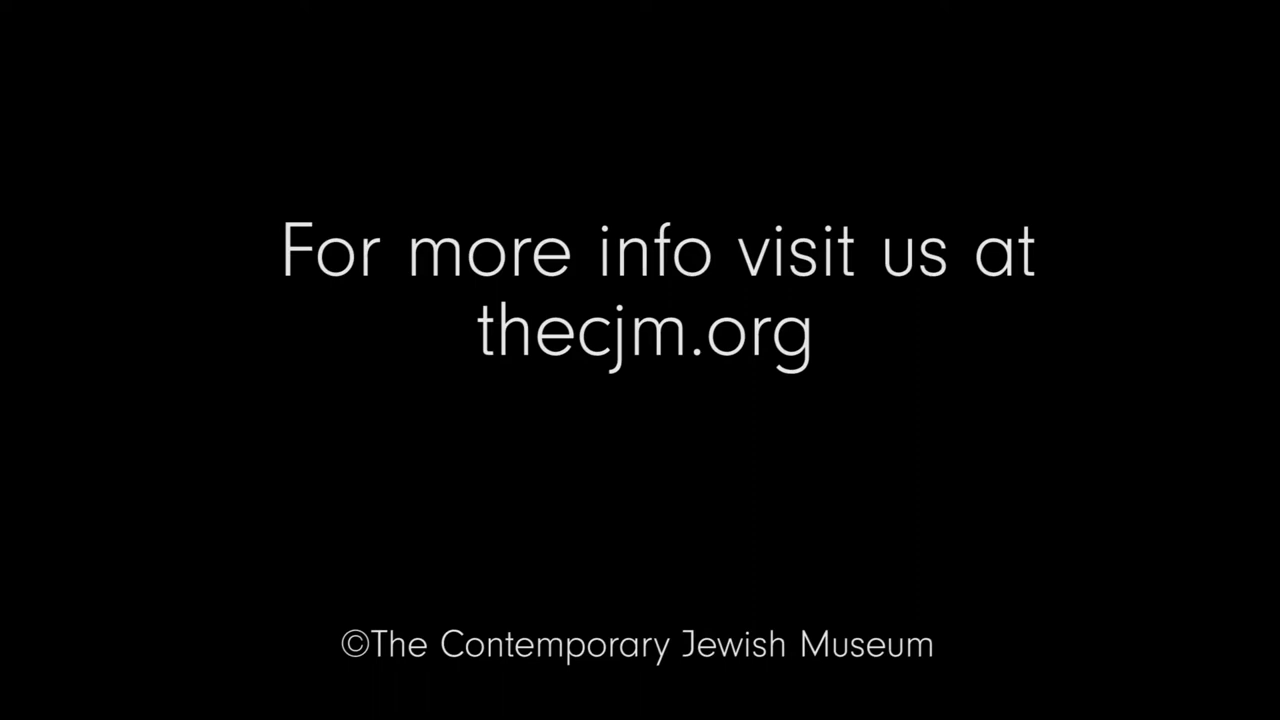 For more info visit us at
thecjm.org
©The Contemporary Jewish Museum